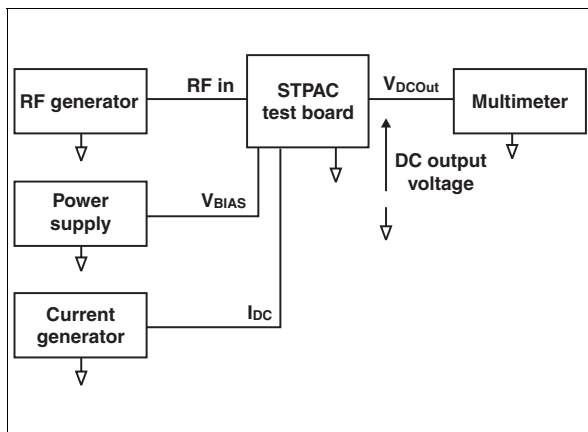 RF generator
RF in
STPAC
test board
VDCOut
Multimeter
DC output
voltage
Power
supply
VBIAS
Current
generator
IDC